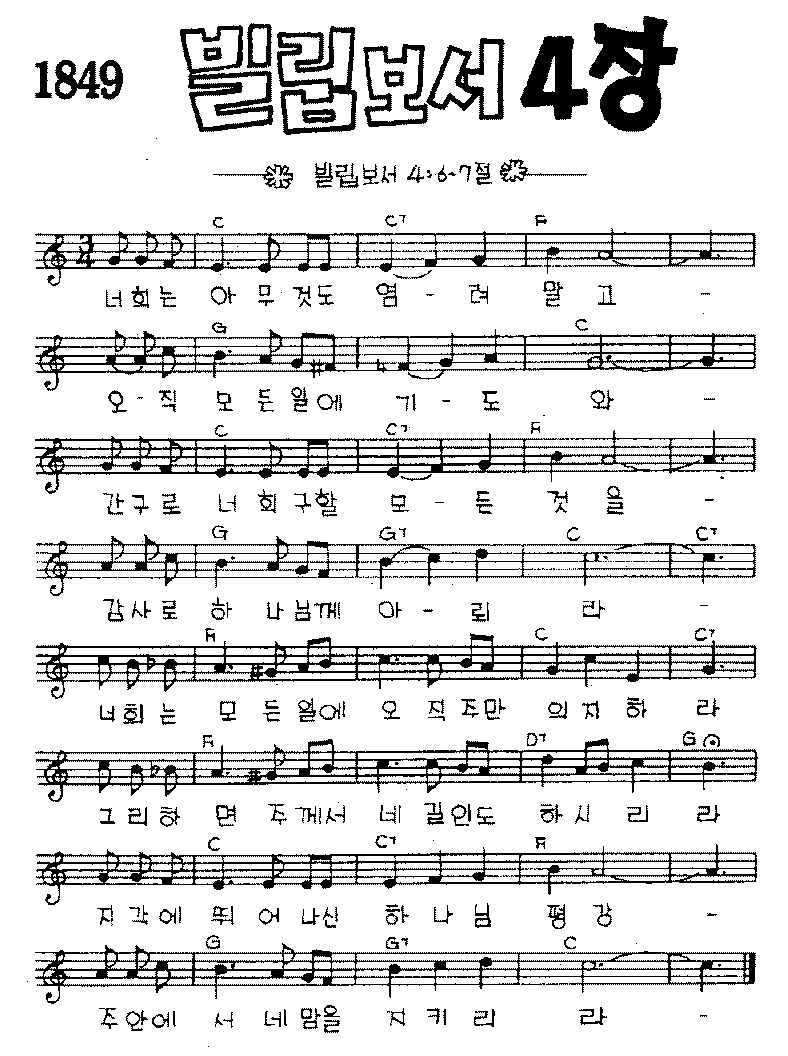 1849 빌립보서 4장
빌립보서 4:6-7절
C C7 A
너희는 아무것도 염-려 말고 -
G C
오-직 모든일에 기-도 와 -
C C7 A
간구로 너희구할 모-든 것을 -
G G7 C C7
감사로 하나님께 아-뢰 라 -
A C C7
너희는 모든일에 오직주만 의지하라
A D7 G
그리하면 주께서 네길인도 하시리라
C C7 A
지각에 뛰어나신 하나님 평강 -
G G7 C
주안에서 네맘을 지키리 라 -